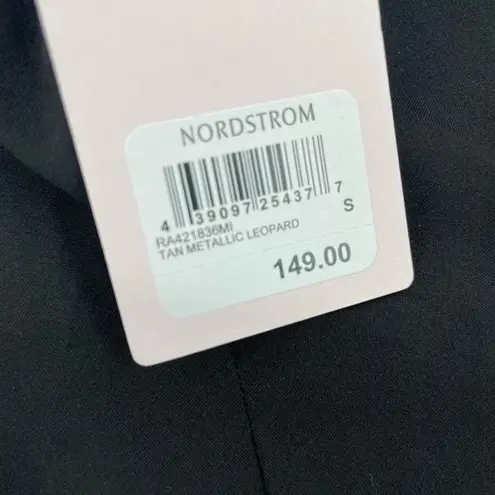 NORDSTROM
4 39097 25437 7
RA421836MI S
TAN METALLIC LEOPARD
149.00